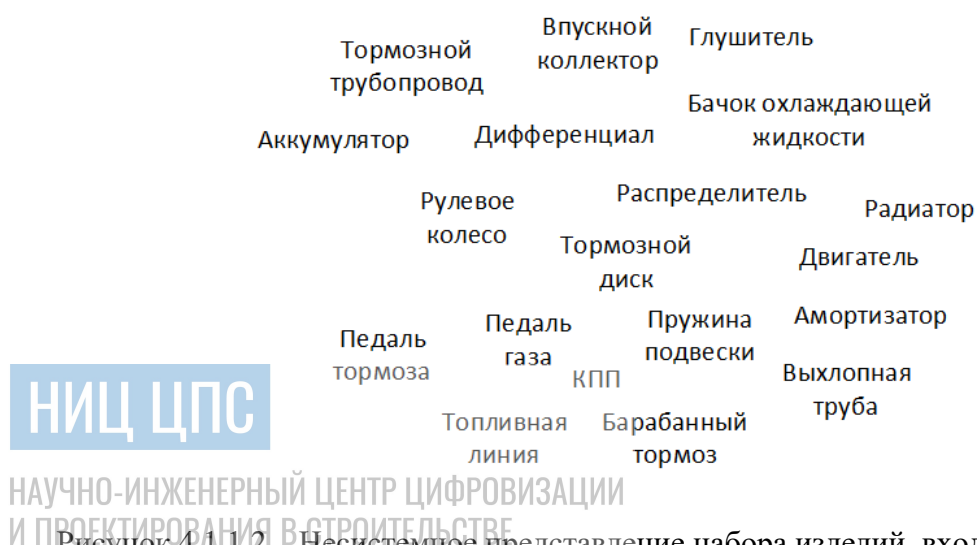 Впускной
коллектор
Глушитель
Тормозной
трубопровод
Бачок охлаждающей
жидкости
Аккумулятор
Дифференциал
Распределитель
Рулевое
колесо
Радиатор
Тормозной
диск
Двигатель
Педаль
тормоза
Педаль
газа
Пружина
подвески
Амортизатор
КПП
Выхлопная
труба
Топливная
линия
Барабанный
тормоз
НИЦ ЦПС
НАУЧНО-ИНЖЕНЕРНЫЙ ЦЕНТР ЦИФРОВИЗАЦИИ
И ПРОЕКТИРОВАНИЯ В СТРОИТЕЛЬСТВЕ
Рисунок 4.1.1.2 Несистемное представление набора изделий, вход